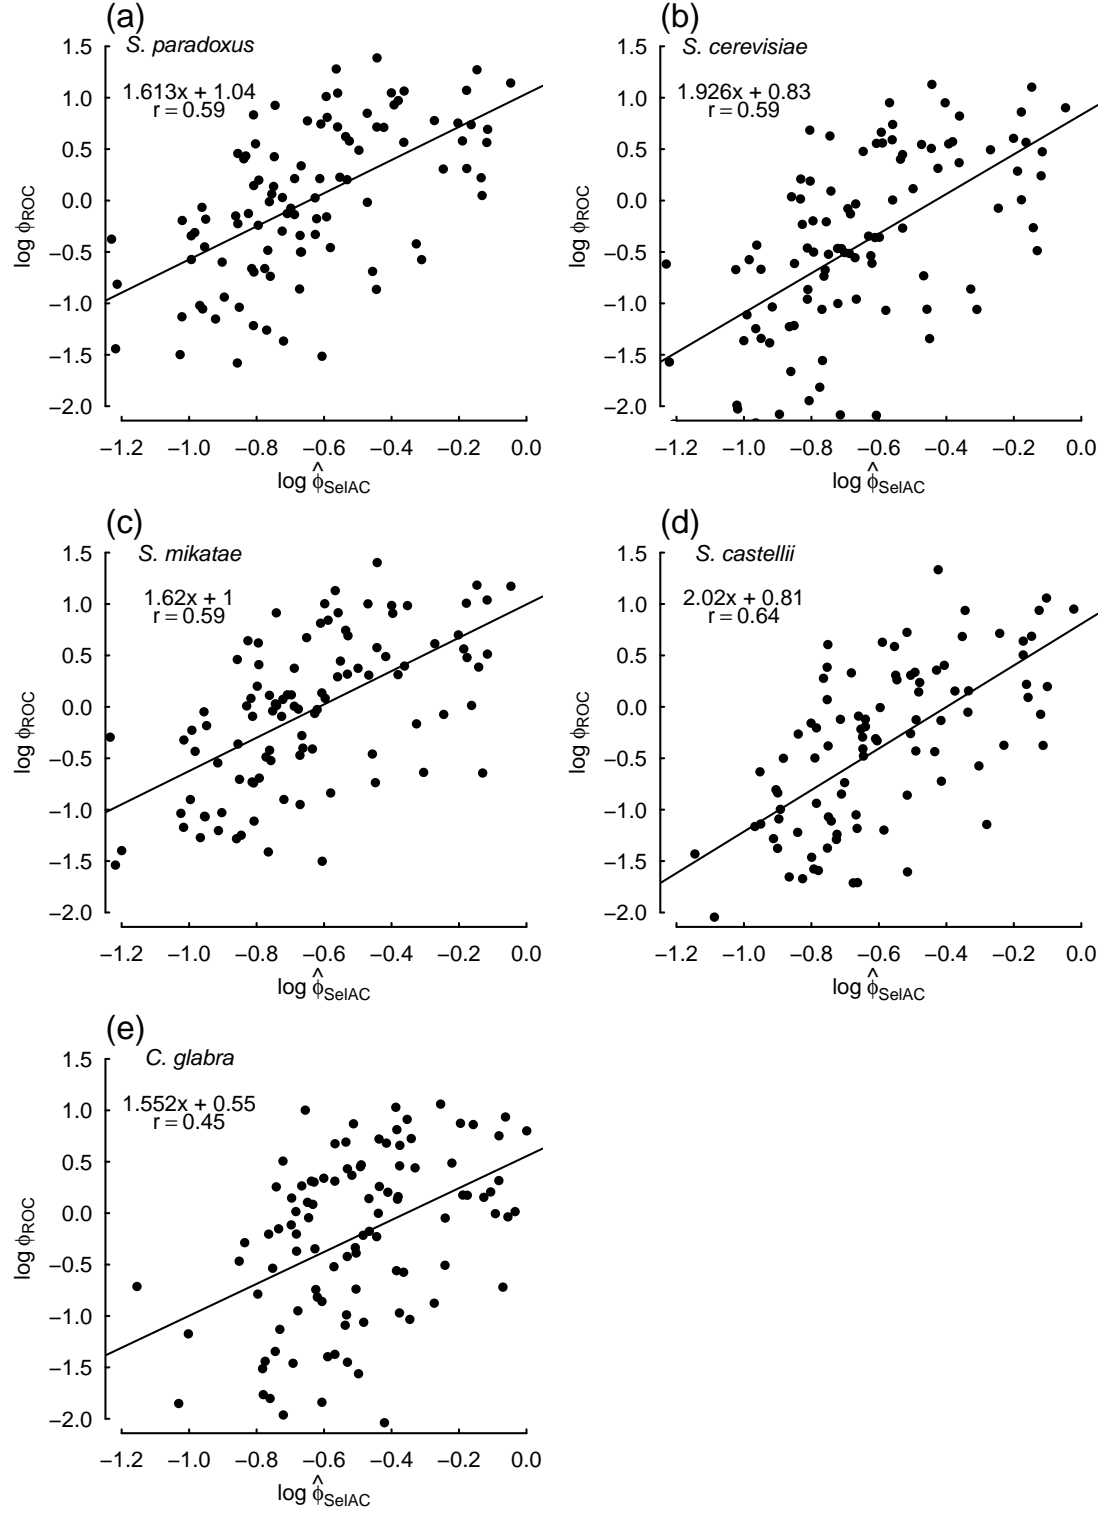 (a)
S. paradoxus
1.613x + 1.04
r = 0.59
1.5
1.0
0.5
0.0
−0.5
−1.0
−1.5
−2.0
log ϕROC
−1.2 −1.0 −0.8 −0.6 −0.4 −0.2 0.0
log ϕ̂SelAC
(b)
S. cerevisiae
1.926x + 0.83
r = 0.59
1.5
1.0
0.5
0.0
−0.5
−1.0
−1.5
−2.0
log ϕROC
−1.2 −1.0 −0.8 −0.6 −0.4 −0.2 0.0
log ϕ̂SelAC
(c)
S. mikatae
1.62x + 1
r = 0.59
1.5
1.0
0.5
0.0
−0.5
−1.0
−1.5
−2.0
log ϕROC
−1.2 −1.0 −0.8 −0.6 −0.4 −0.2 0.0
log ϕ̂SelAC
(d)
S. castellii
2.02x + 0.81
r = 0.64
1.5
1.0
0.5
0.0
−0.5
−1.0
−1.5
−2.0
log ϕROC
−1.2 −1.0 −0.8 −0.6 −0.4 −0.2 0.0
log ϕ̂SelAC
(e)
C. glabra
1.552x + 0.55
r = 0.45
1.5
1.0
0.5
0.0
−0.5
−1.0
−1.5
−2.0
log ϕROC
−1.2 −1.0 −0.8 −0.6 −0.4 −0.2 0.0
log ϕ̂SelAC